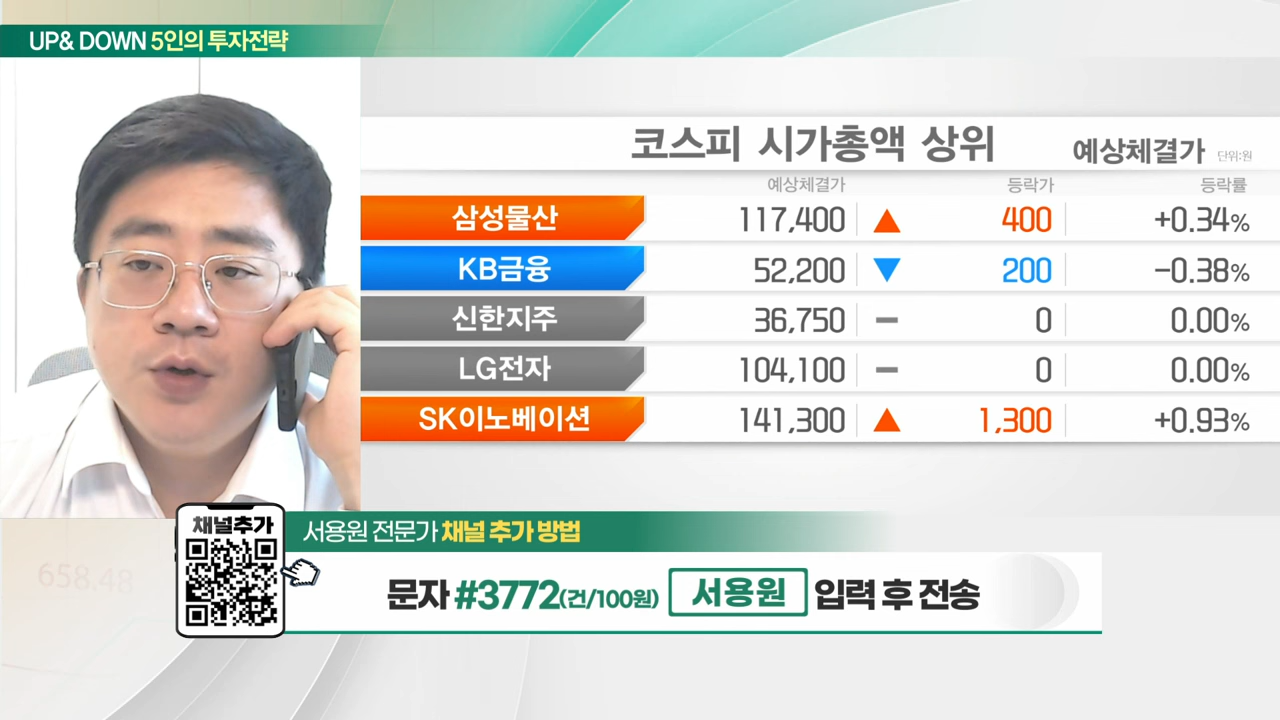 UP& DOWN 5인의 투자전략
코스피 시가총액 상위 예상체결가 단위:원
예상체결가 등락가 등락률
삼성물산 117,400 ▲ 400 +0.34%
KB금융 52,200 ▼ 200 -0.38%
신한지주 36,750 - 0 0.00%
LG전자 104,100 - 0 0.00%
SK이노베이션 141,300 ▲ 1,300 +0.93%
채널추가
서용원 전문가 채널 추가 방법
문자 #3772(건/100원) 서용원 입력 후 전송
658.48